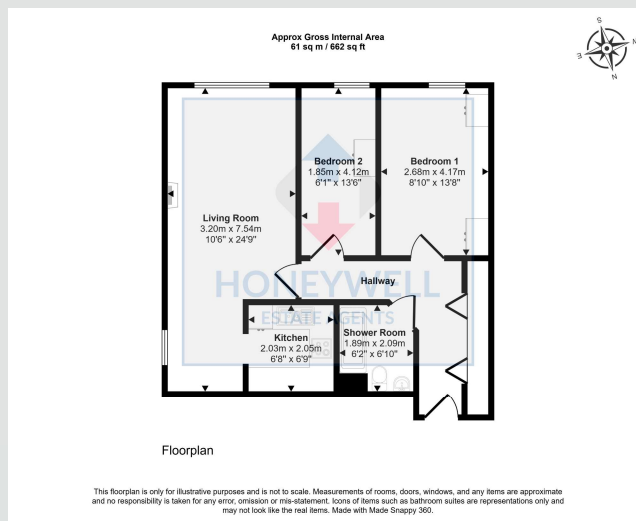 Approx Gross Internal Area
61 sq m / 662 sq ft
S
E
N
Bedroom 2
1.85m x 4.12m
6'1" x 13'6"
Bedroom 1
2.68m x 4.17m
8'10" x 13'8"
Living Room
3.20m x 7.54m
10'6" x 24'9"
Hallway
HONEYWELL
ESTATE AGENTS
Kitchen
2.03m x 2.05m
6'8" x 6'9"
Shower Room
1.89m x 2.09m
6'2" x 6'10"
Floorplan
This floorplan is only for illustrative purposes and is not to scale. Measurements of rooms, doors, windows, and any items are approximate
and no responsibility is taken for any error, omission or mis-statement. Icons of items such as bathroom suites are representations only and
may not look like the real items. Made with Made Snappy 360.